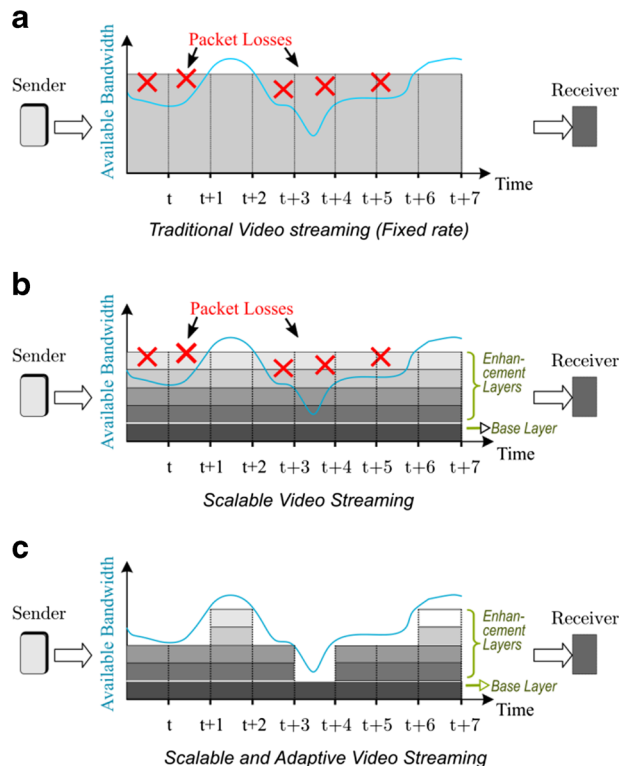 a
Packet Losses
Sender
Receiver
Available Bandwidth
Time
t t+1 t+2 t+3 t+4 t+5 t+6 t+7
Traditional Video streaming (Fixed rate)
b
Packet Losses
Sender
Receiver
Available Bandwidth
Enhan-
cement
Layers
Base Layer
Time
t t+1 t+2 t+3 t+4 t+5 t+6 t+7
Scalable Video Streaming
c
Sender
Receiver
Available Bandwidth
Enhan-
cement
Layers
Base Layer
Time
t t+1 t+2 t+3 t+4 t+5 t+6 t+7
Scalable and Adaptive Video Streaming